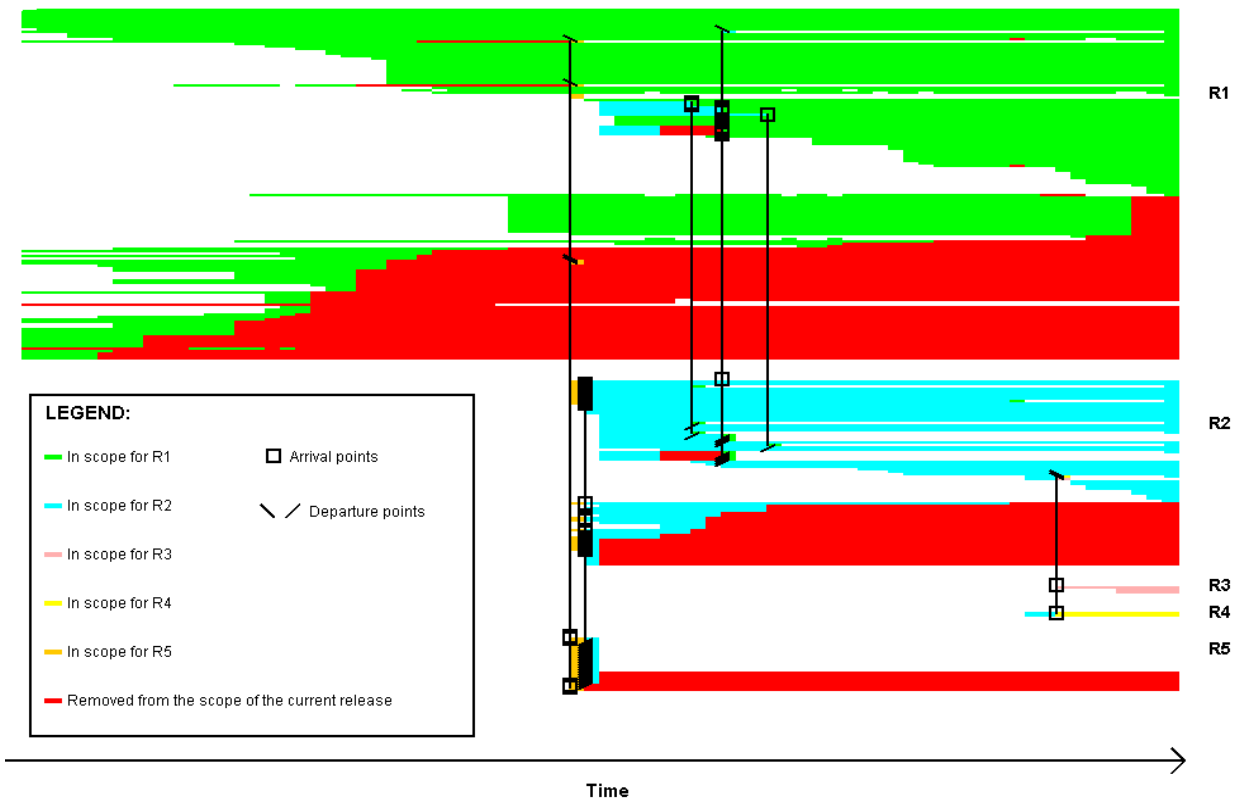 R1
R2
R3
R4
R5
LEGEND:
In scope for R1
Arrival points
In scope for R2
Departure points
In scope for R3
In scope for R4
In scope for R5
Removed from the scope of the current release
Time